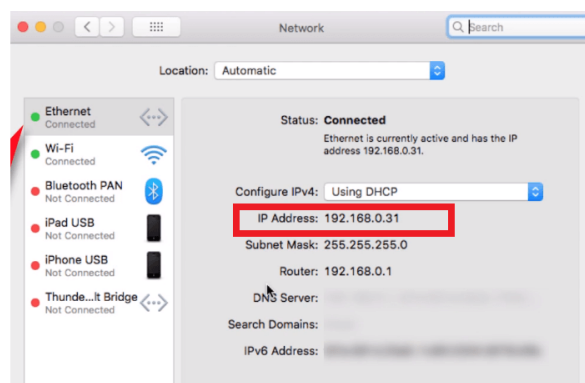 Network
Search
Location: Automatic
Ethernet
Connected
Wi-Fi
Connected
Bluetooth PAN
Not Connected
iPad USB
Not Connected
iPhone USB
Not Connected
Thunde...lt Bridge
Not Connected
Status: Connected
Ethernet is currently active and has the IP
address 192.168.0.31.
Configure IPv4: Using DHCP
IP Address: 192.168.0.31
Subnet Mask: 255.255.255.0
Router: 192.168.0.1
DNS Server:
Search Domains:
IPv6 Address: